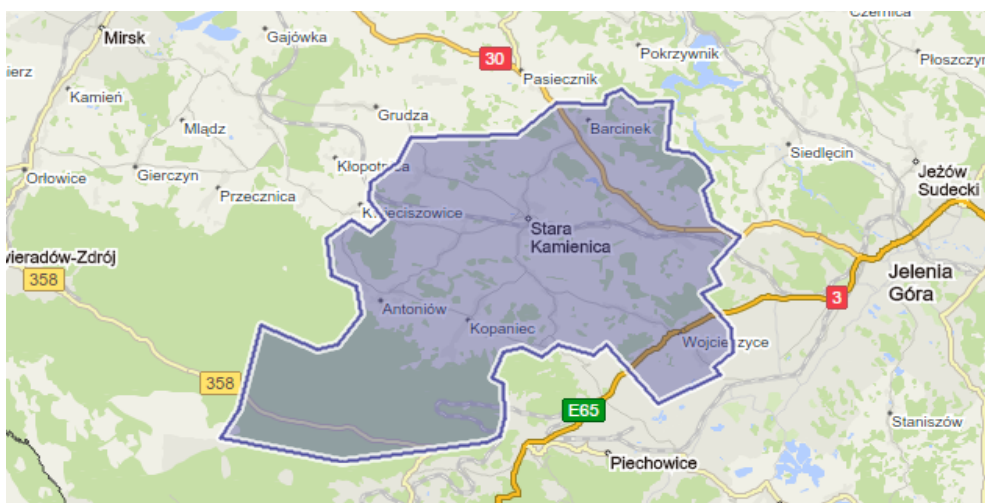 Czernica
Mirsk
Gajówka
Pokrzywnik
Płoszczyn
30
Pasiecznik
Kamień
Grudza
Barcinek
Mlądz
Siedlęcin
Kłopotnica
Jeżów
Sudecki
Orłowice
Gierczyn
Przecznica
Stara
Kamienica
358
Jelenia
Góra
3
Antoniów
Kopaniec
Wojcieszyce
358
E65
Staniszów
Piechowice